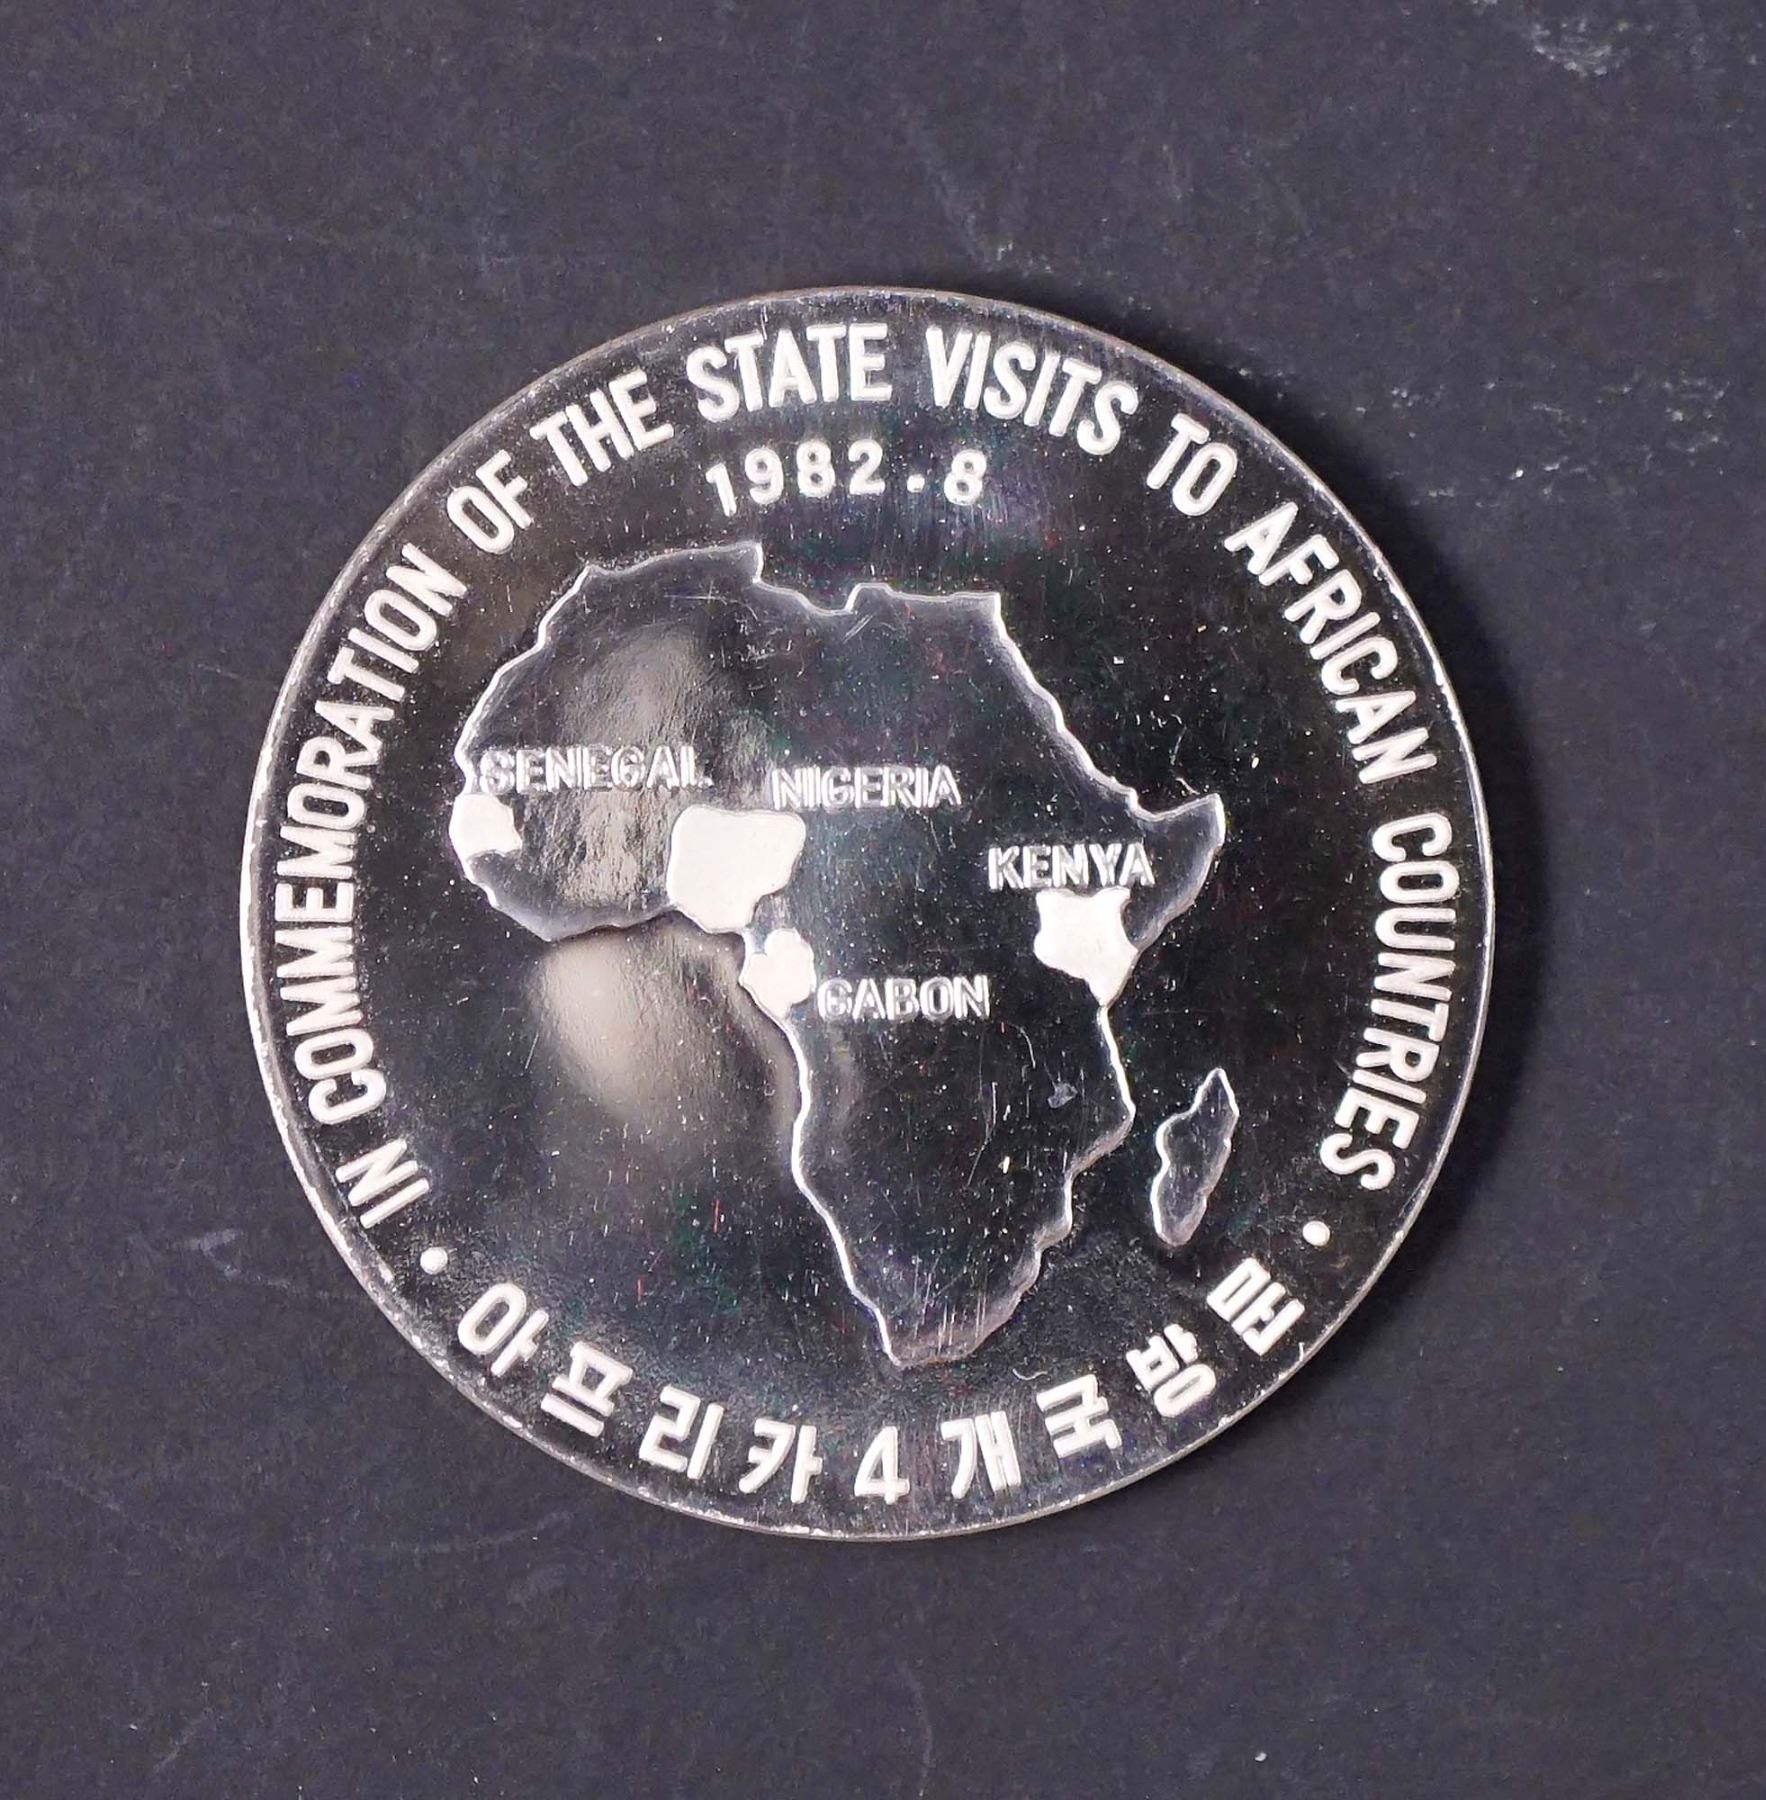 IN COMMEMORATION OF THE STATE VISITS TO AFRICAN COUNTRIES
1982.8
SENEGAL
NIGERIA
KENYA
GABON
• 아프리카 4 개국 방문 •